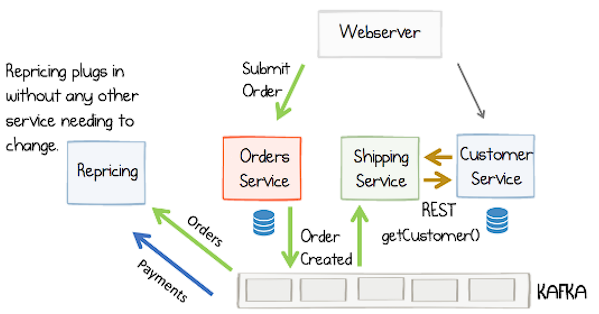 Webserver
Submit
Order
Repricing plugs in
without any other
service needing to
change.
Repricing
Orders
Service
Shipping
Service
Customer
Service
REST
getCustomer()
Order
Created
Orders
Payments
KAFKA